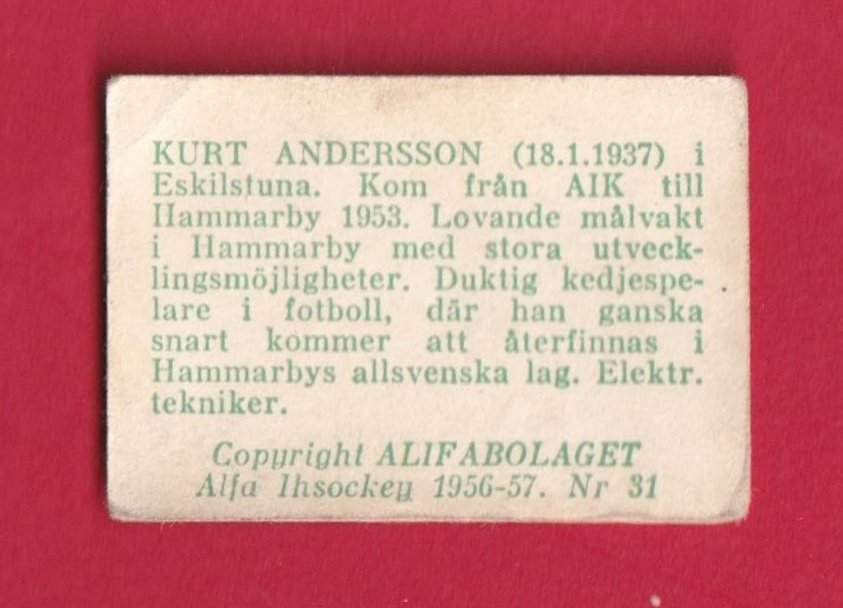 KURT ANDERSSON (18.1.1937) i
Eskilstuna. Kom från AIK till
Hammarby 1953. Lovande målvakt
i Hammarby med stora utveck-
lingsmöjligheter. Duktig kedjespe-
lare i fotboll, där han ganska
snart kommer att återfinnas i
Hammarbys allsvenska lag. Elektr.
tekniker.
Copyright ALIFABOLAGET
Alfa Ihsockey 1956-57. Nr 31